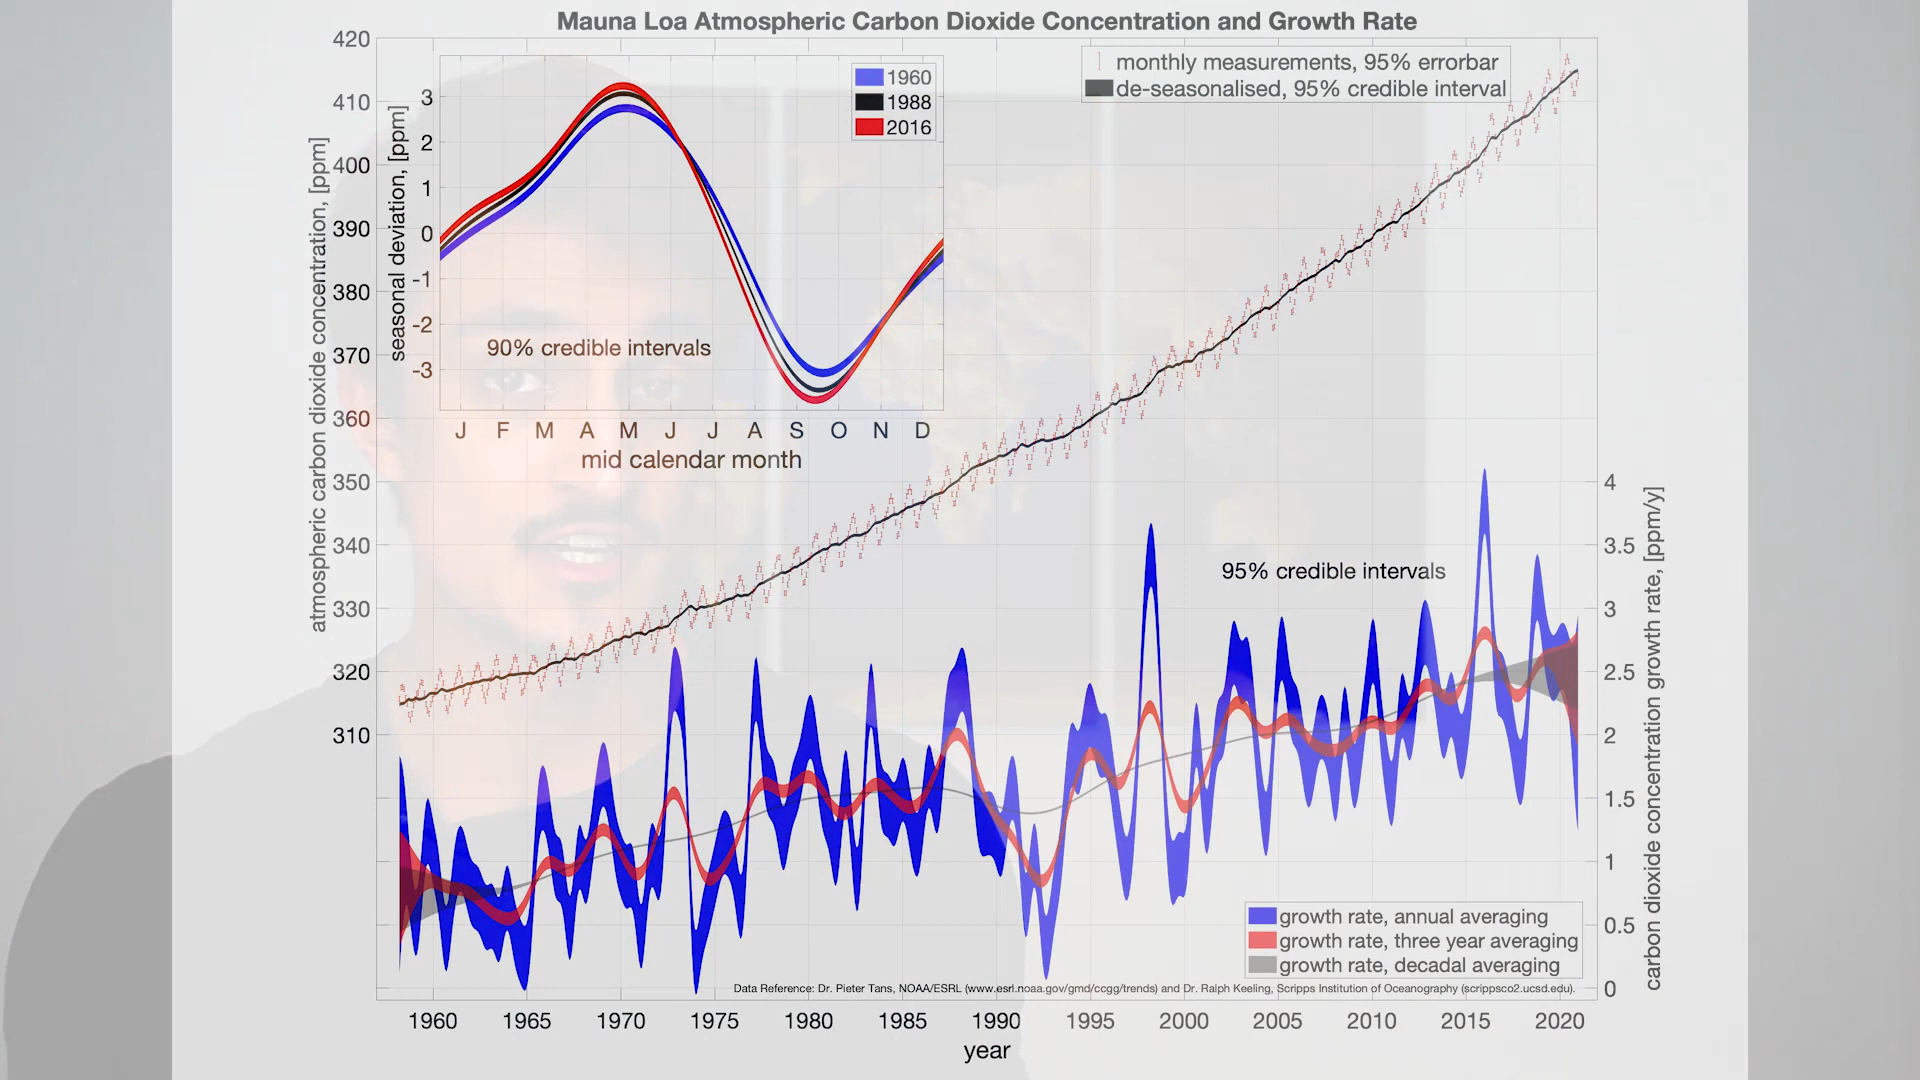 Mauna Loa Atmospheric Carbon Dioxide Concentration and Growth Rate
420
410
400
390
380
370
360
350
340
330
320
310
atmospheric carbon dioxide concentration, [ppm]
3
2
1
0
-1
-2
-3
seasonal deviation, [ppm]
1960
1988
2016
90% credible intervals
J F M A M J J A S O N D
mid calendar month
monthly measurements, 95% errorbar
de-seasonalised, 95% credible interval
95% credible intervals
4
3.5
3
2.5
2
1.5
1
0.5
0
carbon dioxide concentration growth rate, [ppm/y]
growth rate, annual averaging
growth rate, three year averaging
growth rate, decadal averaging
Data Reference: Dr. Pieter Tans, NOAA/ESRL (www.esrl.noaa.gov/gmd/ccgg/trends) and Dr. Ralph Keeling, Scripps Institution of Oceanography (scrippsco2.ucsd.edu).
1960 1965 1970 1975 1980 1985 1990 1995 2000 2005 2010 2015 2020
year